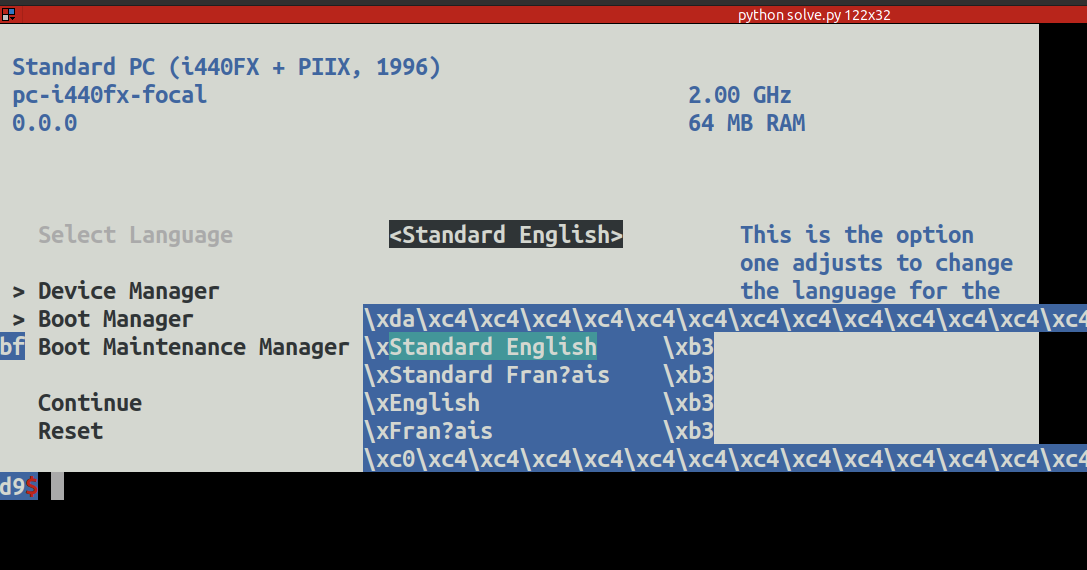 python solve.py 122x32
Standard PC (i440FX + PIIX, 1996)
pc-i440fx-focal 2.00 GHz
0.0.0 64 MB RAM
Select Language <Standard English> This is the option
one adjusts to change
> Device Manager the language for the
> Boot Manager \xda\xc4\xc4\xc4\xc4\xc4\xc4\xc4\xc4\xc4\xc4\xc4\xc4\xc4
bf Boot Maintenance Manager \xStandard English \xb3
\xStandard Fran?ais \xb3
Continue \xEnglish \xb3
Reset \xFran?ais \xb3
\xc0\xc4\xc4\xc4\xc4\xc4\xc4\xc4\xc4\xc4\xc4\xc4\xc4\xc4
d9$